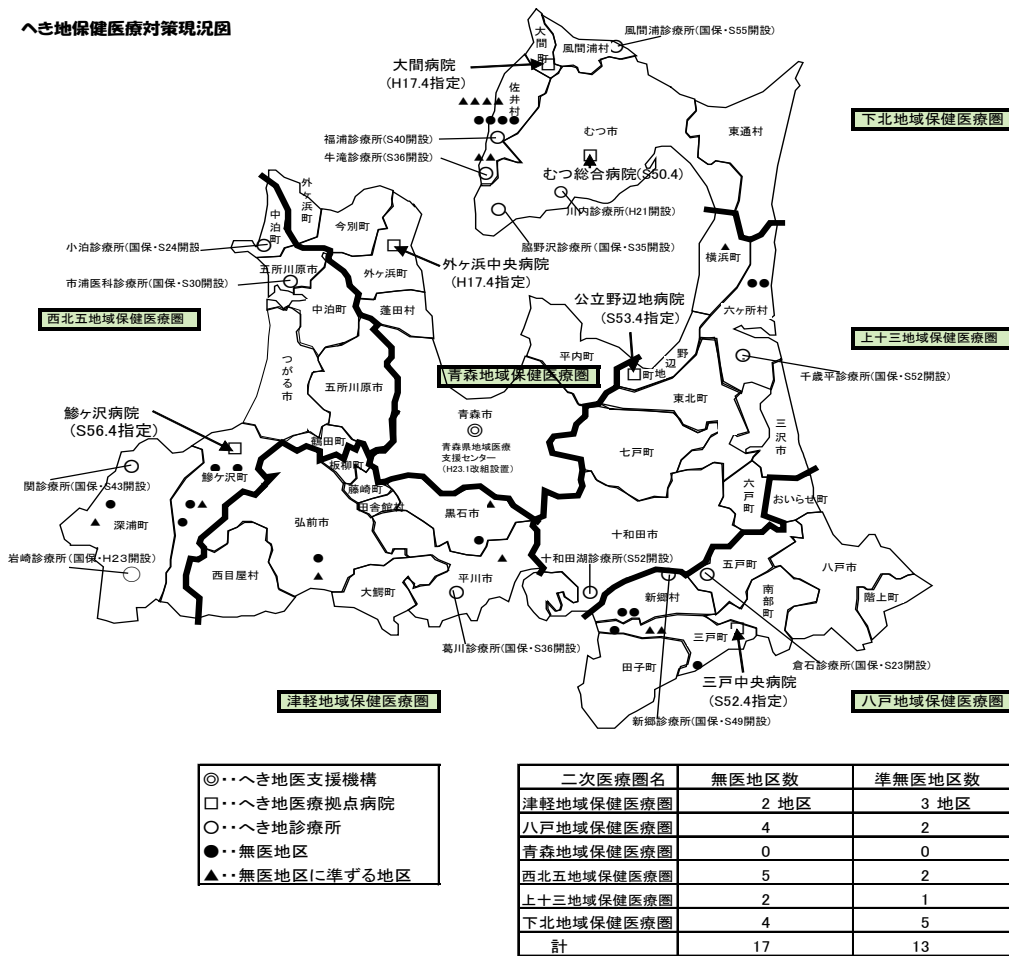 へき地保健医療対策現況図
風間浦診療所(国保・S55開設)
大間町
風間浦村
大間病院
(H17.4指定)
佐井村
下北地域保健医療圏
東通村
むつ市
福浦診療所(S40開設)
牛滝診療所(S36開設)
むつ総合病院(S50.4)
川内診療所(H21開設)
脇野沢診療所(国保・S35開設)
外ヶ浜町
中泊町
今別町
小泊診療所(国保・S24開設
外ヶ浜町
外ヶ浜中央病院
(H17.4指定)
横浜町
五所川原市
市浦医科診療所(国保・S30開設)
中泊町
蓬田村
公立野辺地病院
(S53.4指定)
六ヶ所村
西北五地域保健医療圏
上十三地域保健医療圏
平内町
野辺地町
つがる市
五所川原市
青森地域保健医療圏
千歳平診療所(国保・S52開設)
東北町
鰺ヶ沢病院
(S56.4指定)
青森市
青森県地域医療
支援センター
(H23.1改組設置)
三沢市
鶴田町
七戸町
板柳町
鰺ケ沢町
関診療所(国保・S43開設)
藤崎町
六戸町
おいらせ町
田舎館村
黒石市
深浦町
弘前市
十和田市
岩崎診療所(国保・H23開設)
十和田湖診療所(S52開設)
西目屋村
平川市
五戸町
八戸市
大鰐町
新郷村
南部町
階上町
三戸町
葛川診療所(国保・S36開設)
田子町
倉石診療所(国保・S23開設)
三戸中央病院
(S52.4指定)
津軽地域保健医療圏
八戸地域保健医療圏
新郷診療所(国保・S49開設)
◎・・へき地医支援機構
□・・へき地医療拠点病院
○・・へき地診療所
●・・無医地区
▲・・無医地区に準ずる地区
二次医療圏名 無医地区数 準無医地区数
津軽地域保健医療圏 2 地区 3 地区
八戸地域保健医療圏 4 2
青森地域保健医療圏 0 0
西北五地域保健医療圏 5 2
上十三地域保健医療圏 2 1
下北地域保健医療圏 4 5
計 17 13